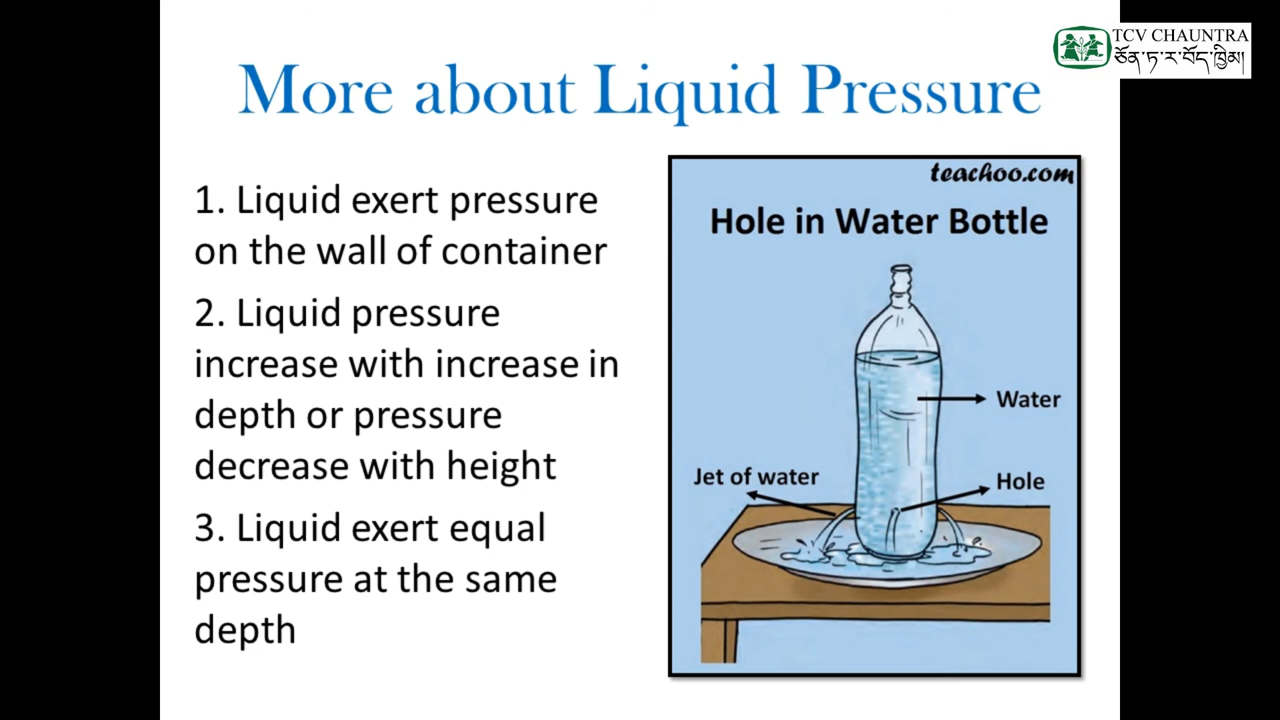 TCV CHAUNTRA
ཅོན་ཏ་ར་བོད་ཁྱིམ།
More about Liquid Pressure
1. Liquid exert pressure
on the wall of container
2. Liquid pressure
increase with increase in
depth or pressure
decrease with height
3. Liquid exert equal
pressure at the same
depth
teachoo.com
Hole in Water Bottle
Water
Jet of water
Hole